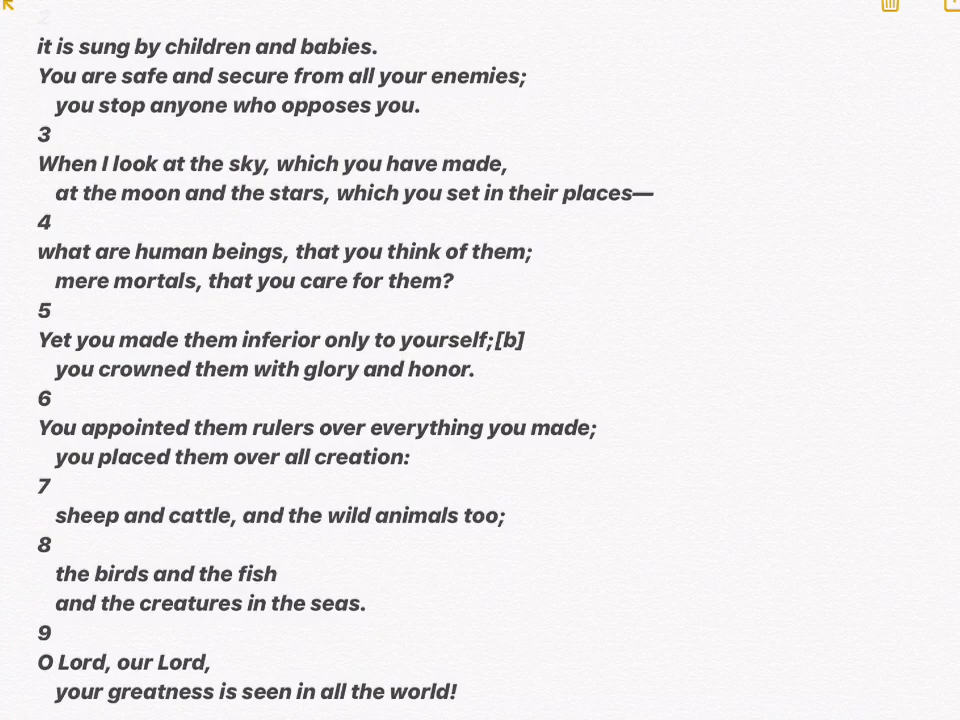 2
it is sung by children and babies.
You are safe and secure from all your enemies;
you stop anyone who opposes you.
3
When I look at the sky, which you have made,
at the moon and the stars, which you set in their places—
4
what are human beings, that you think of them;
mere mortals, that you care for them?
5
Yet you made them inferior only to yourself;[b]
you crowned them with glory and honor.
6
You appointed them rulers over everything you made;
you placed them over all creation:
7
sheep and cattle, and the wild animals too;
8
the birds and the fish
and the creatures in the seas.
9
O Lord, our Lord,
your greatness is seen in all the world!